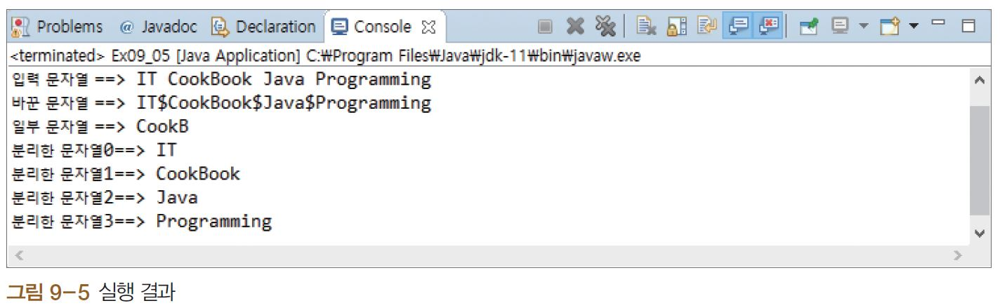 Problems @ Javadoc Declaration Console
<terminated> Ex09_05 [Java Application] C:₩Program Files₩Java₩jdk-11₩bin₩javaw.exe
입력 문자열 ==> IT CookBook Java Programming
바꾼 문자열 ==> IT$CookBook$Java$Programming
일부 문자열 ==> CookB
분리한 문자열0==> IT
분리한 문자열1==> CookBook
분리한 문자열2==> Java
분리한 문자열3==> Programming
그림 9-5 실행 결과